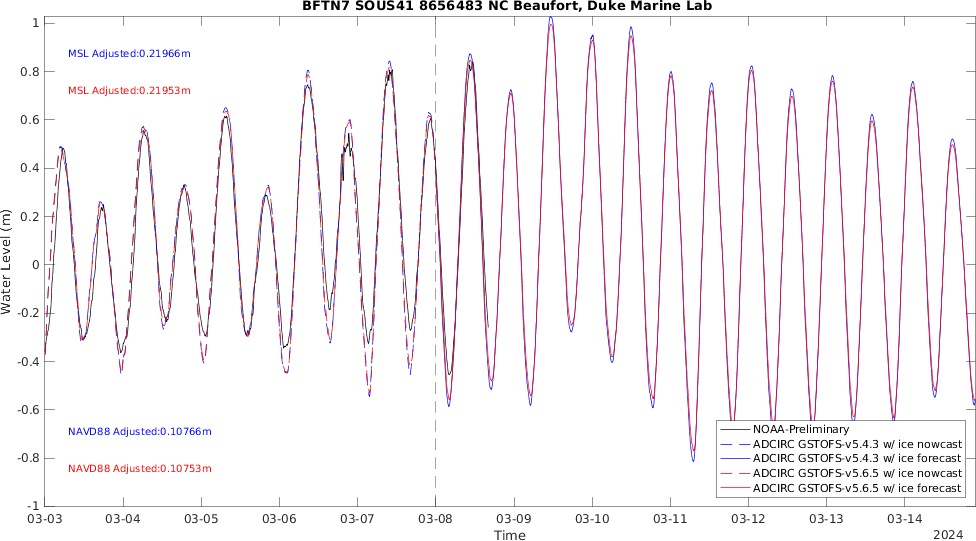 BFTN7 SOUS41 8656483 NC Beaufort, Duke Marine Lab
MSL Adjusted:0.21966m
MSL Adjusted:0.21953m
NAVD88 Adjusted:0.10766m
NAVD88 Adjusted:0.10753m
Water Level (m)
1
0.8
0.6
0.4
0.2
0
-0.2
-0.4
-0.6
-0.8
-1
NOAA-Preliminary
ADCIRC GSTOFS-v5.4.3 w/ ice nowcast
ADCIRC GSTOFS-v5.4.3 w/ ice forecast
ADCIRC GSTOFS-v5.6.5 w/ ice nowcast
ADCIRC GSTOFS-v5.6.5 w/ ice forecast
03-03 03-04 03-05 03-06 03-07 03-08 03-09 03-10 03-11 03-12 03-13 03-14
Time
2024